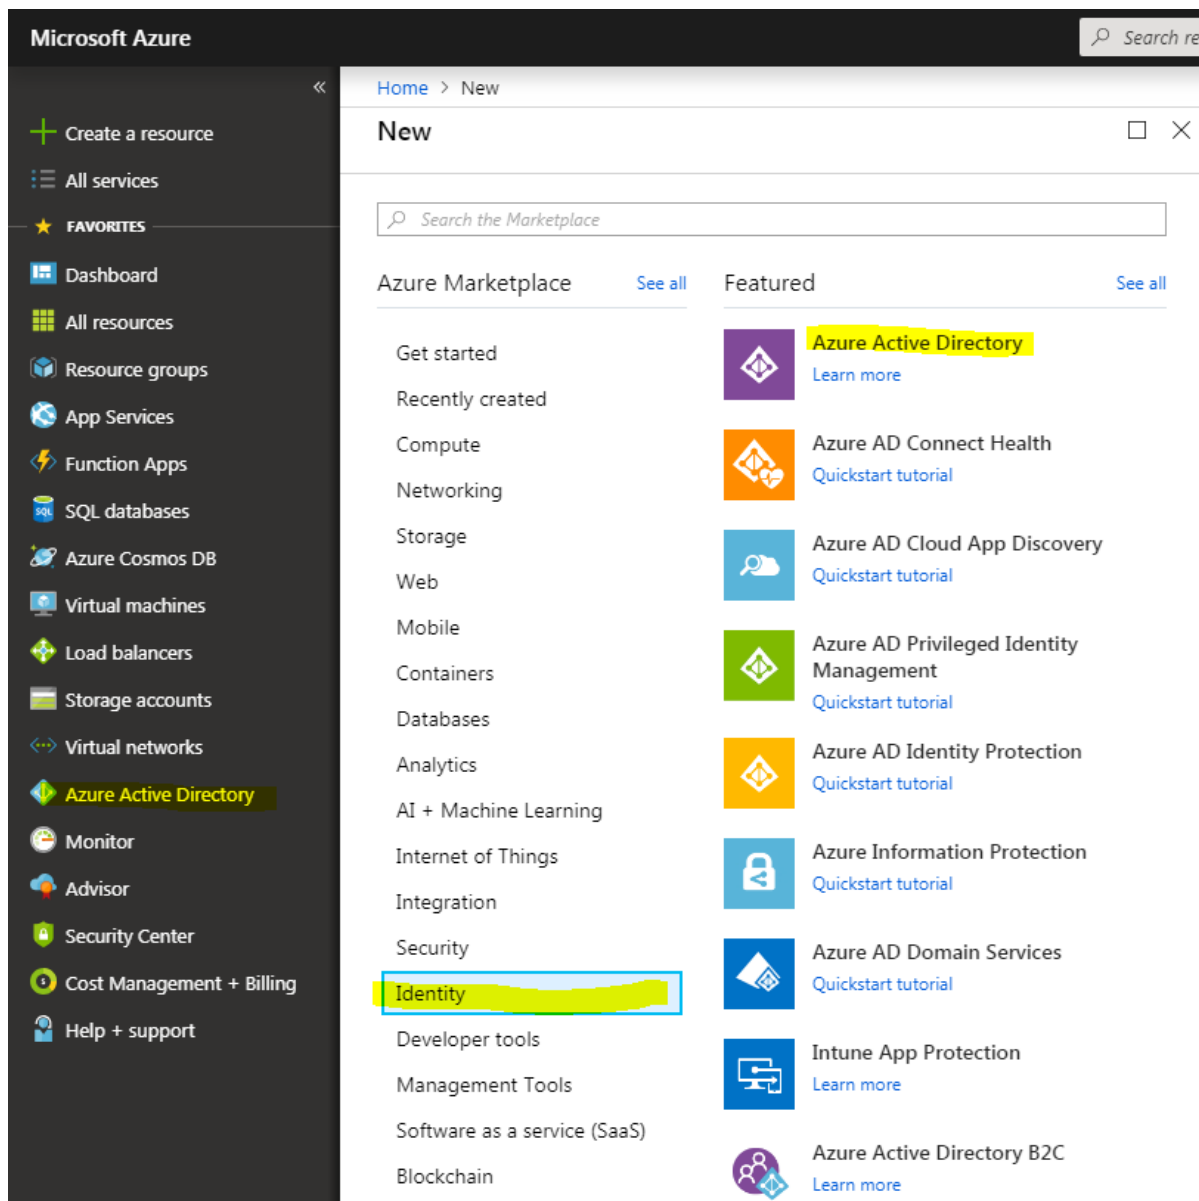 Microsoft Azure
Search re
«
Home > New
New
Create a resource
All services
FAVORITES
Dashboard
All resources
Resource groups
App Services
Function Apps
SQL databases
Azure Cosmos DB
Virtual machines
Load balancers
Storage accounts
Virtual networks
Azure Active Directory
Monitor
Advisor
Security Center
Cost Management + Billing
Help + support
Search the Marketplace
Azure Marketplace
See all
Get started
Recently created
Compute
Networking
Storage
Web
Mobile
Containers
Databases
Analytics
AI + Machine Learning
Internet of Things
Integration
Security
Identity
Developer tools
Management Tools
Software as a service (SaaS)
Blockchain
Featured
See all
Azure Active Directory
Learn more
Azure AD Connect Health
Quickstart tutorial
Azure AD Cloud App Discovery
Quickstart tutorial
Azure AD Privileged Identity
Management
Quickstart tutorial
Azure AD Identity Protection
Quickstart tutorial
Azure Information Protection
Quickstart tutorial
Azure AD Domain Services
Quickstart tutorial
Intune App Protection
Learn more
Azure Active Directory B2C
Learn more